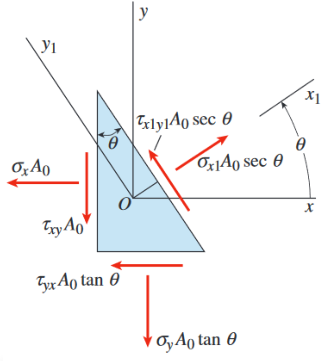 y
y₁
τx1y1A₀ sec θ
x₁
θ
σx1A₀ sec θ
θ
σxA₀
O
x
τxyA₀
τyxA₀ tan θ
σyA₀ tan θ